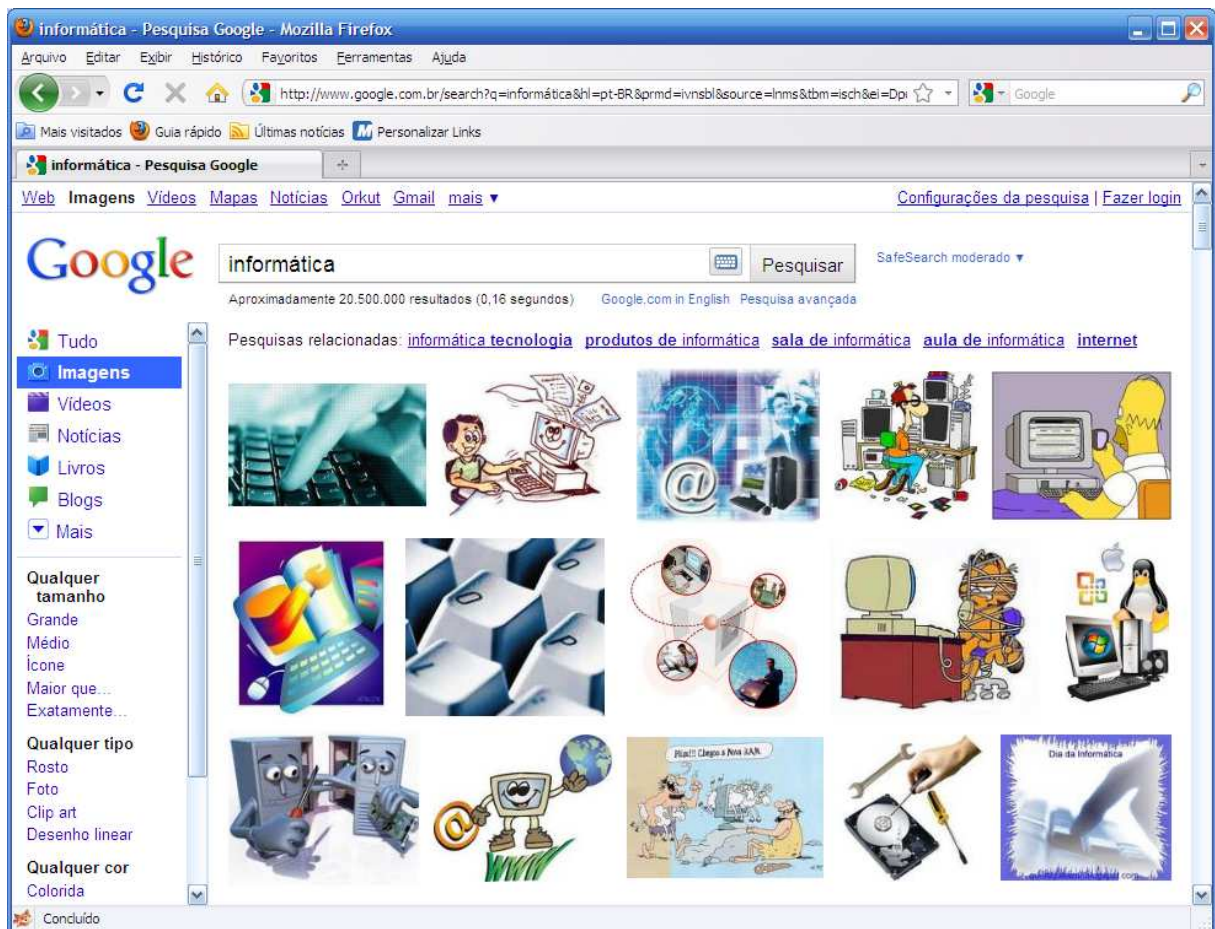 informática - Pesquisa Google - Mozilla Firefox
Arquivo Editar Exibir Histórico Favoritos Ferramentas Ajuda
http://www.google.com.br/search?q=informática&hl=pt-BR&prmd=ivnsbl&source=lnms&tbm=isch&ei=Dpi Google
Mais visitados Guia rápido Últimas notícias Personalizar Links
informática - Pesquisa Google
Web Imagens Vídeos Mapas Notícias Orkut Gmail mais ▼ Configurações da pesquisa | Fazer login
Google informática Pesquisar SafeSearch moderado ▼
Aproximadamente 20.500.000 resultados (0,16 segundos) Google.com in English Pesquisa avançada
Pesquisas relacionadas: informática tecnologia produtos de informática sala de informática aula de informática internet
Tudo
Imagens
Vídeos
Notícias
Livros
Blogs
Mais
Qualquer
tamanho
Grande
Médio
Ícone
Maior que...
Exatamente...
Qualquer tipo
Rosto
Foto
Clip art
Desenho linear
Qualquer cor
Colorida
@
@
www
Dia da Informática
Concluído